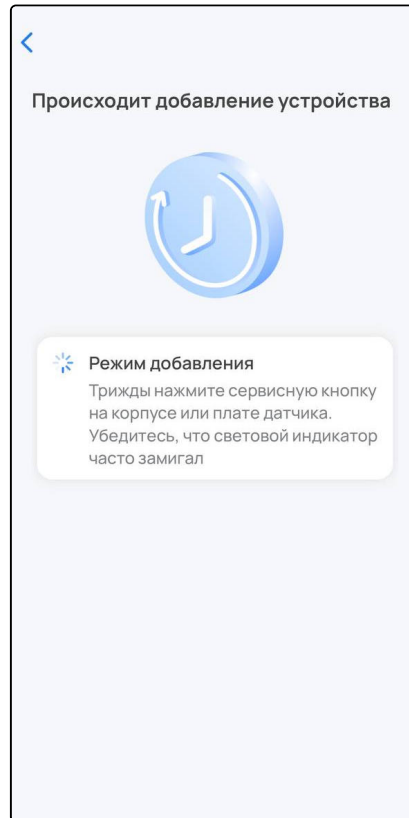 Происходит добавление устройства
Режим добавления
Трижды нажмите сервисную кнопку
на корпусе или плате датчика.
Убедитесь, что световой индикатор
часто замигал